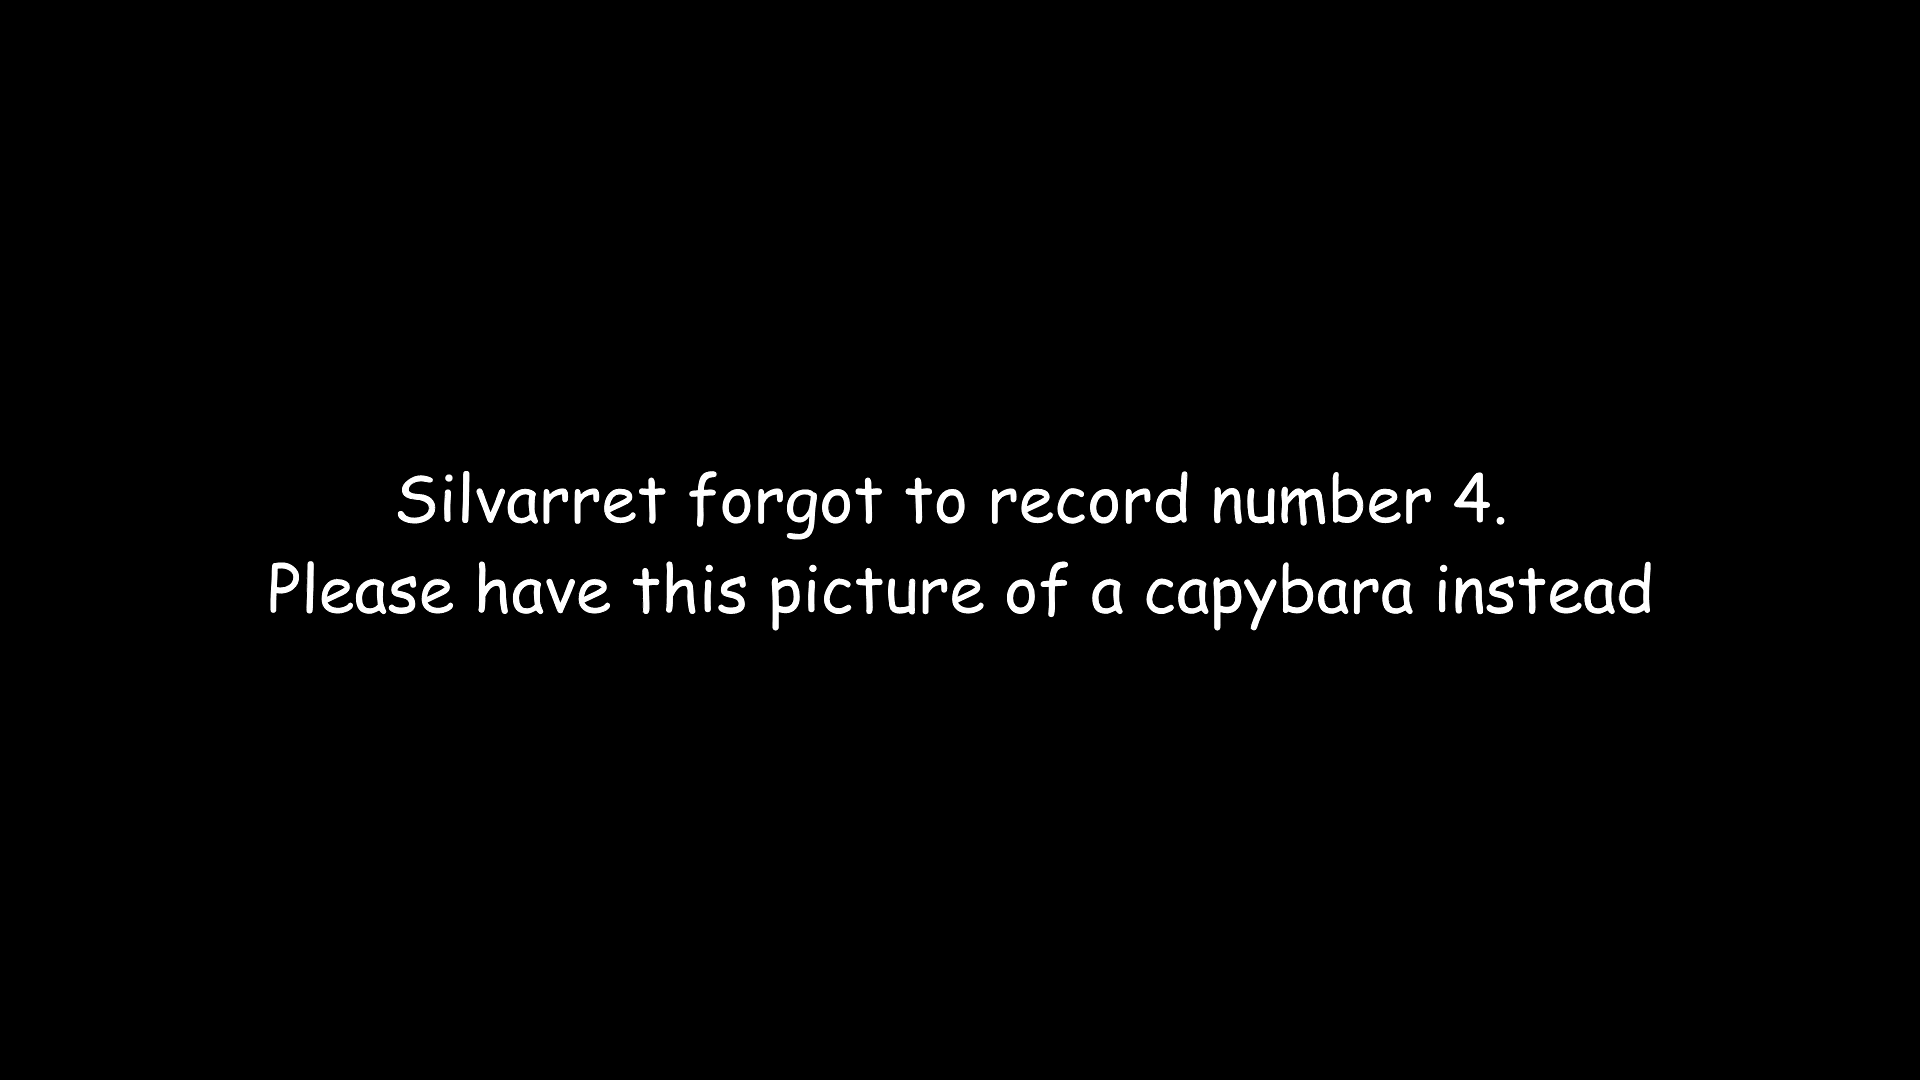 Silvarret forgot to record number 4.
Please have this picture of a capybara instead